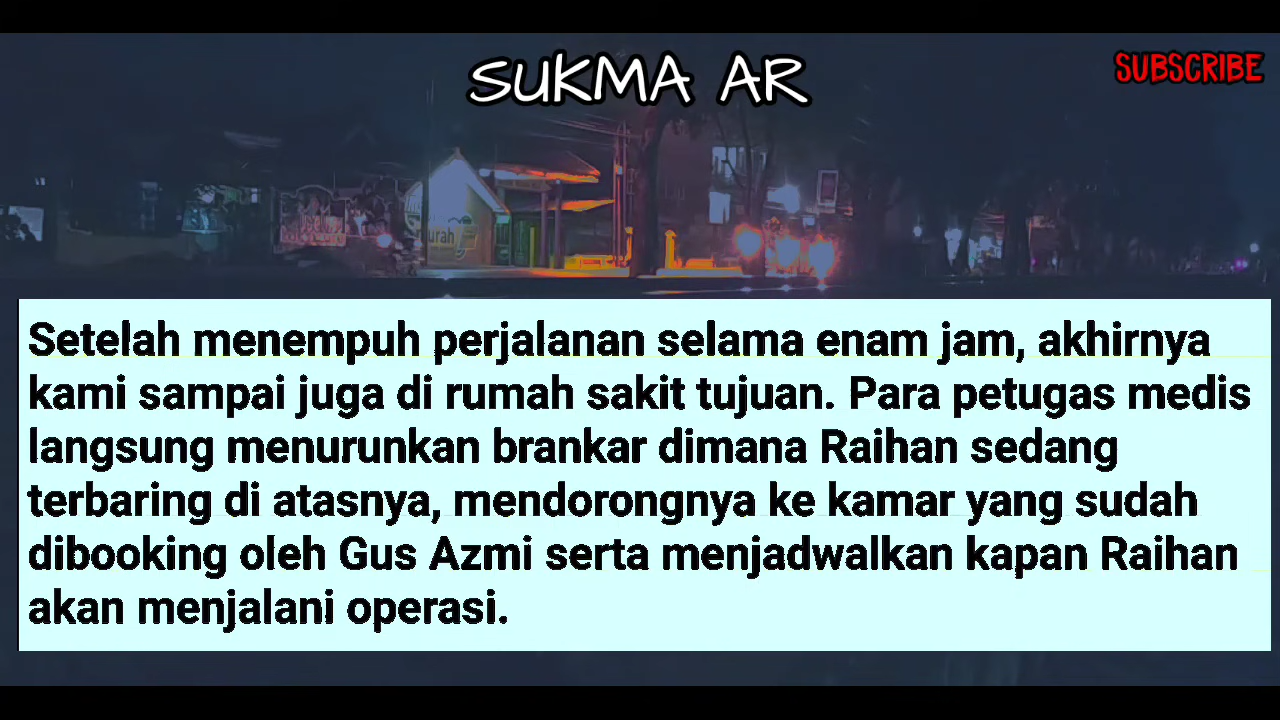 SUKMA AR
SUBSCRIBE
urah
Setelah menempuh perjalanan selama enam jam, akhirnya
kami sampai juga di rumah sakit tujuan. Para petugas medis
langsung menurunkan brankar dimana Raihan sedang
terbaring di atasnya, mendorongnya ke kamar yang sudah
dibooking oleh Gus Azmi serta menjadwalkan kapan Raihan
akan menjalani operasi.